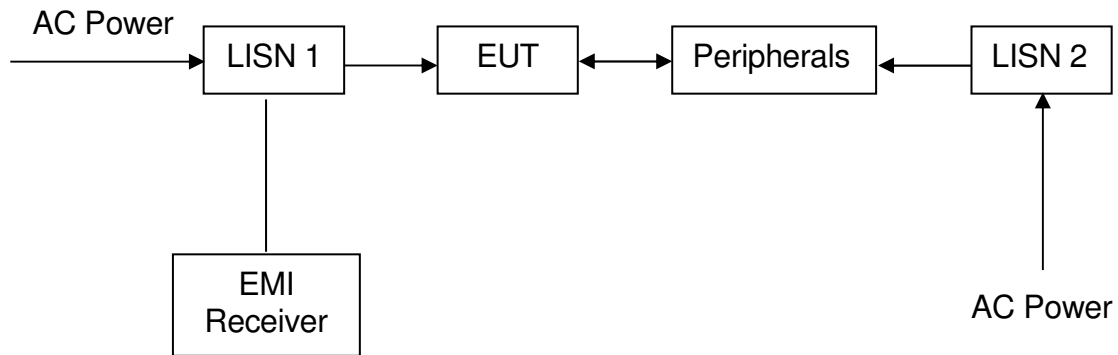 AC Power
LISN 1
EUT
Peripherals
LISN 2
EMI
Receiver
AC Power